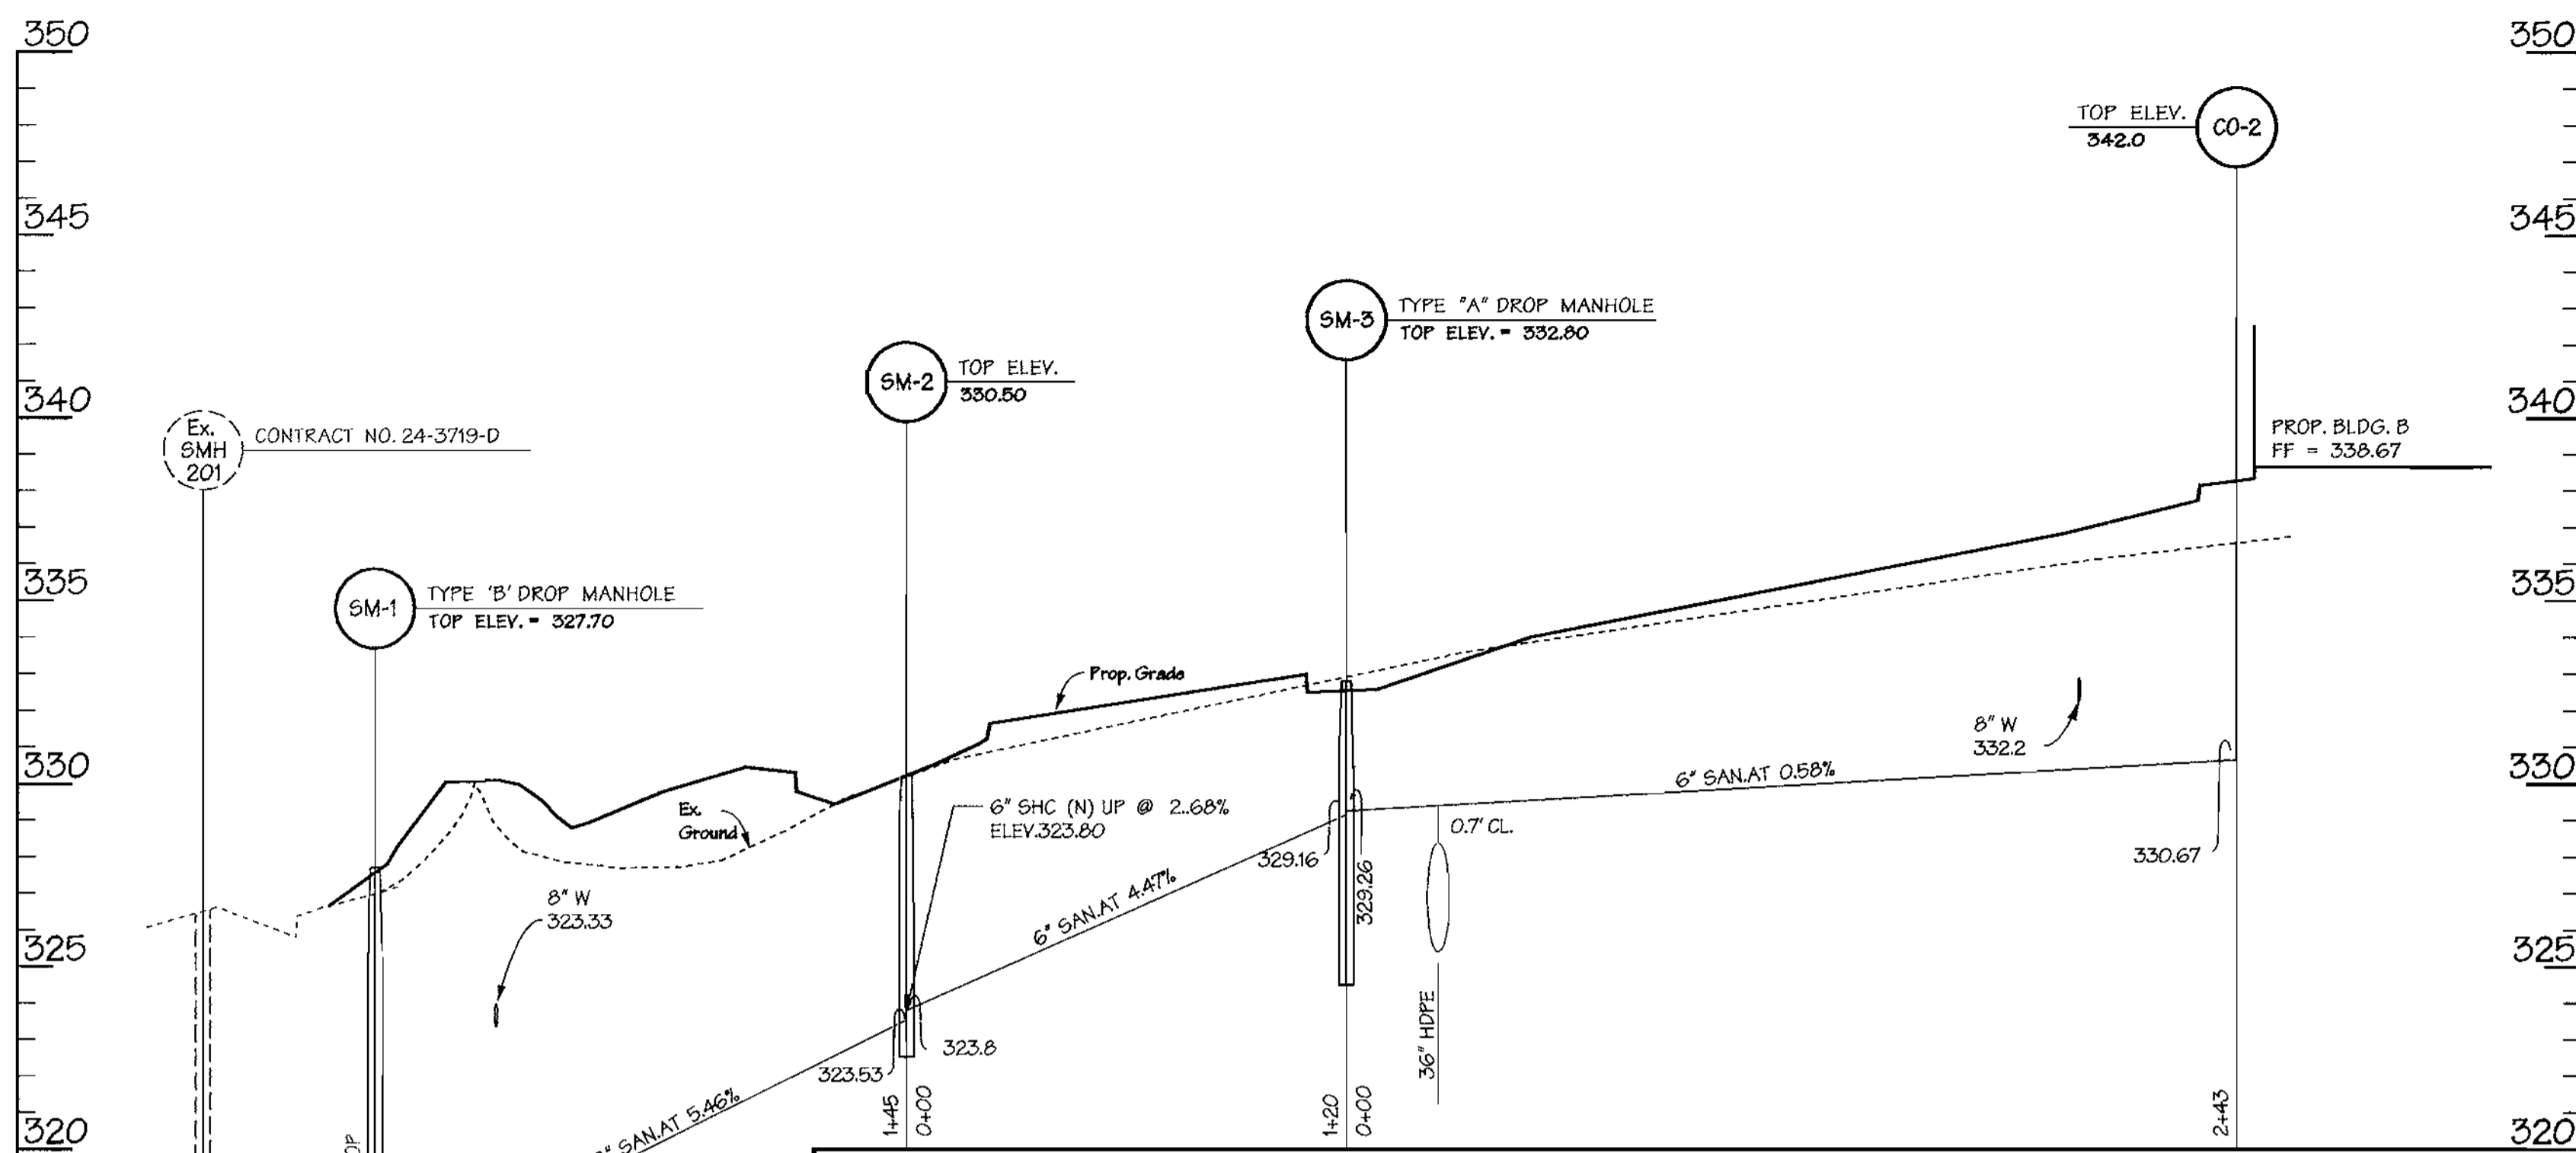 350
350
TOP ELEV.
342.0
CO-2
345
345
TYPE "A" DROP MANHOLE
SM-3
TOP ELEV. = 332.80
TOP ELEV.
SM-2
330.50
340
340
Ex.
SMH
201
CONTRACT NO. 24-3719-D
PROP. BLDG. B
FF = 338.67
335
335
TYPE 'B' DROP MANHOLE
SM-1
TOP ELEV. = 327.70
Prop. Grade
8" W
332.2
330
330
6" SAN. AT 0.58%
Ex.
Ground
6" SHC (N) UP @ 2..68%
ELEV.323.80
0.7' CL.
329.16
329.26
330.67
8" W
323.33
6" SAN. AT 4.47%
325
325
36" HDPE
323.8
323.53
" SAN. AT 5.46%
1+45
0+00
1+20
0+00
2+43
320
320